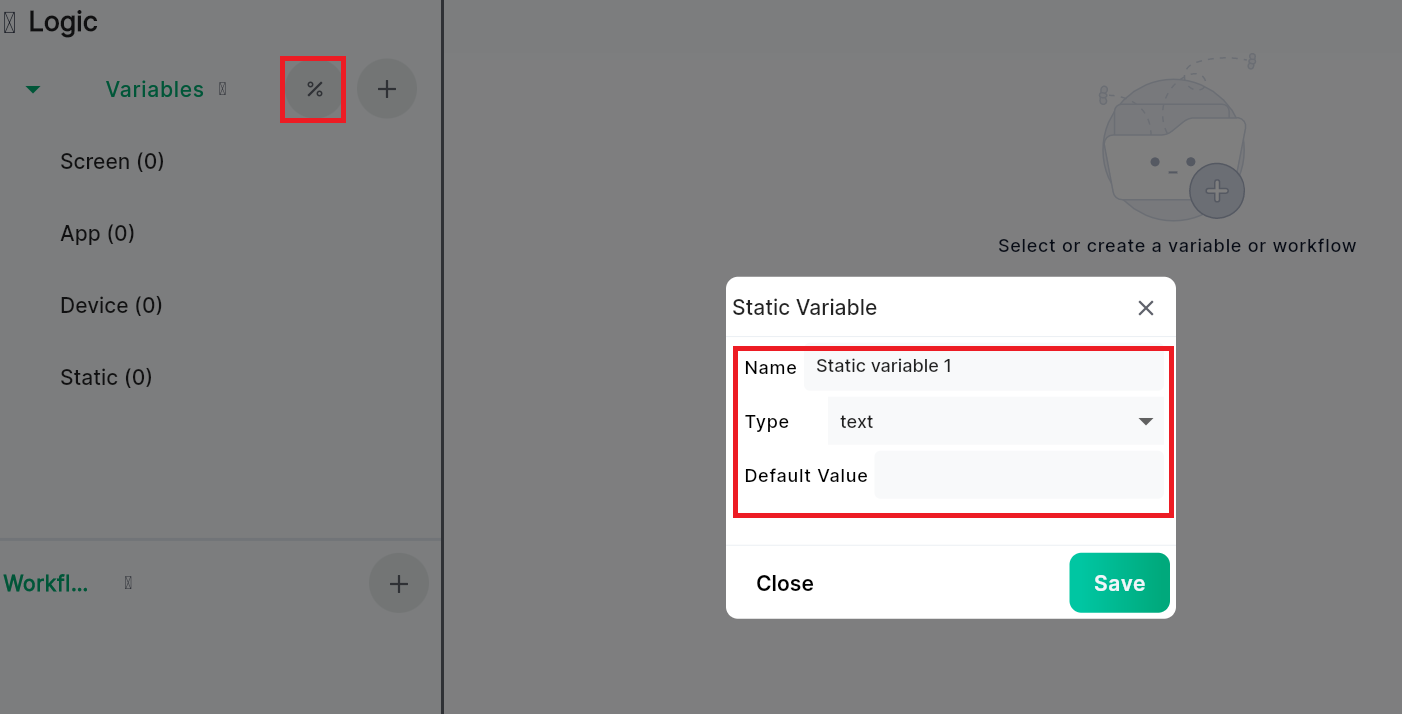 Logic
Variables
Screen (0)
App (0)
Device (0)
Static (0)
Workfl...
Select or create a variable or workflow
Static Variable
Name Static variable 1
Type text
Default Value
Close Save